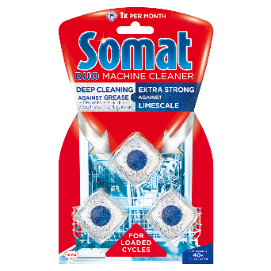 1x PER MONTH
Somat
DUO MACHINE CLEANER
DEEP CLEANING
AGAINST GREASE
EXTRA STRONG
AGAINST
LIMESCALE
FOR
LOADED
CYCLES